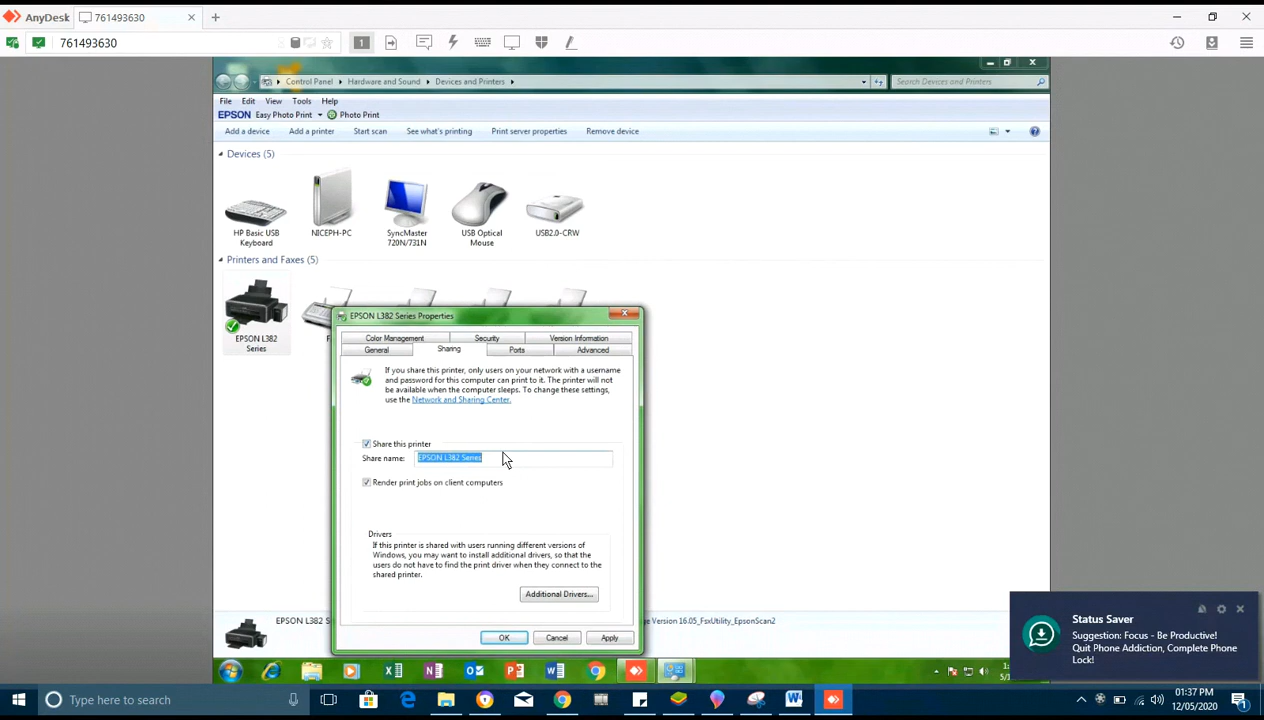 AnyDesk
761493630
761493630
1
Control Panel
Hardware and Sound
Devices and Printers
Search Devices and Printers
File Edit View Tools Help
EPSON Easy Photo Print Photo Print
Add a device Add a printer Start scan See what's printing Print server properties Remove device
Devices (5)
HP Basic USB
Keyboard
NICEPH-PC
SyncMaster
720N/731N
USB Optical
Mouse
USB2.0-CRW
Printers and Faxes (5)
EPSON L382
Series
EPSON L382 Series Properties
Color Management Security Version Information
General Sharing Ports Advanced
If you share this printer, only users on your network with a username
and password for this computer can print to it. The printer will not
be available when the computer sleeps. To change these settings,
use the Network and Sharing Center.
Share this printer
Share name: EPSON L382 Series
Render print jobs on client computers
Drivers
If this printer is shared with users running different versions of
Windows, you may want to install additional drivers, so that the
users do not have to find the print driver when they connect to the
shared printer.
Additional Drivers...
OK Cancel Apply
EPSON L382
Version 16.05_FsxUtility_EpsonScan2
Status Saver
Suggestion: Focus - Be Productive!
Quit Phone Addiction, Complete Phone
Lock!
Type here to search
01:37 PM
12/05/2020
1